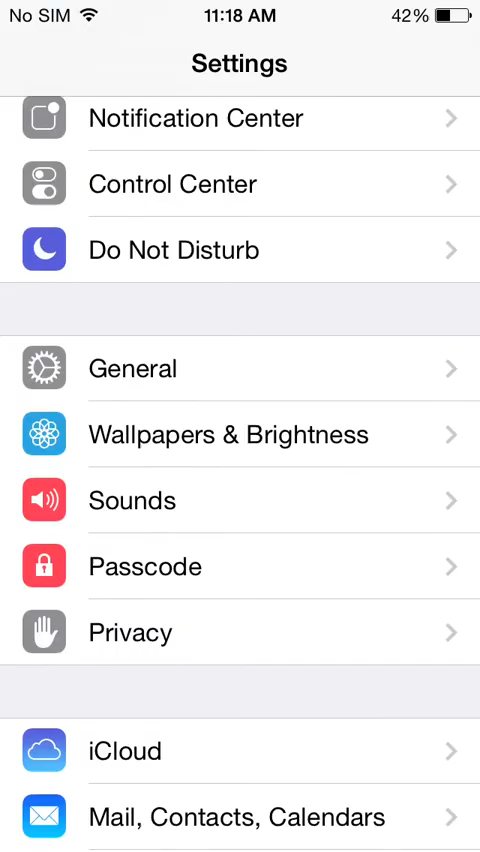 No SIM 11:18 AM 42%
Settings
Notification Center
Control Center
Do Not Disturb
General
Wallpapers & Brightness
Sounds
Passcode
Privacy
iCloud
Mail, Contacts, Calendars